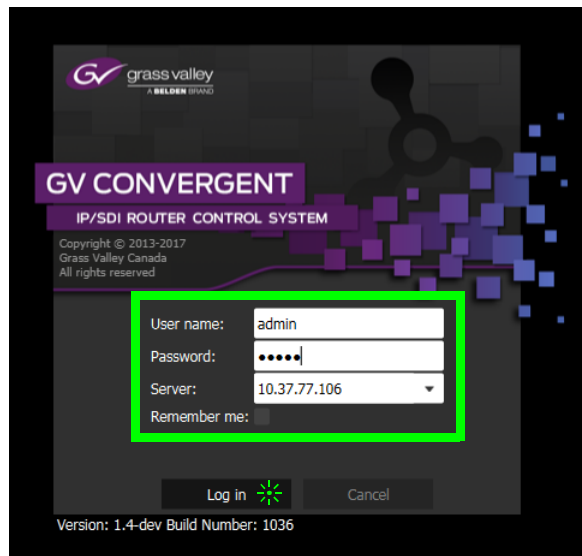 GV grass valley
A BELDEN BRAND
GV CONVERGENT
IP/SDI ROUTER CONTROL SYSTEM
Copyright © 2013-2017
Grass Valley Canada
All rights reserved
User name: admin
Password: •••••
Server: 10.37.77.106
Remember me:
Log in Cancel
Version: 1.4-dev Build Number: 1036